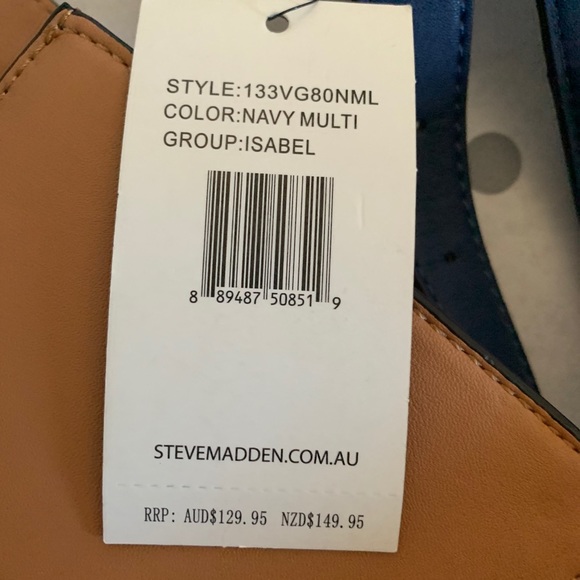 STYLE:133VG80NML
COLOR:NAVY MULTI
GROUP:ISABEL
8 89487 50851 9
STEVEMADDEN.COM.AU
RRP: AUD$129.95 NZD$149.95